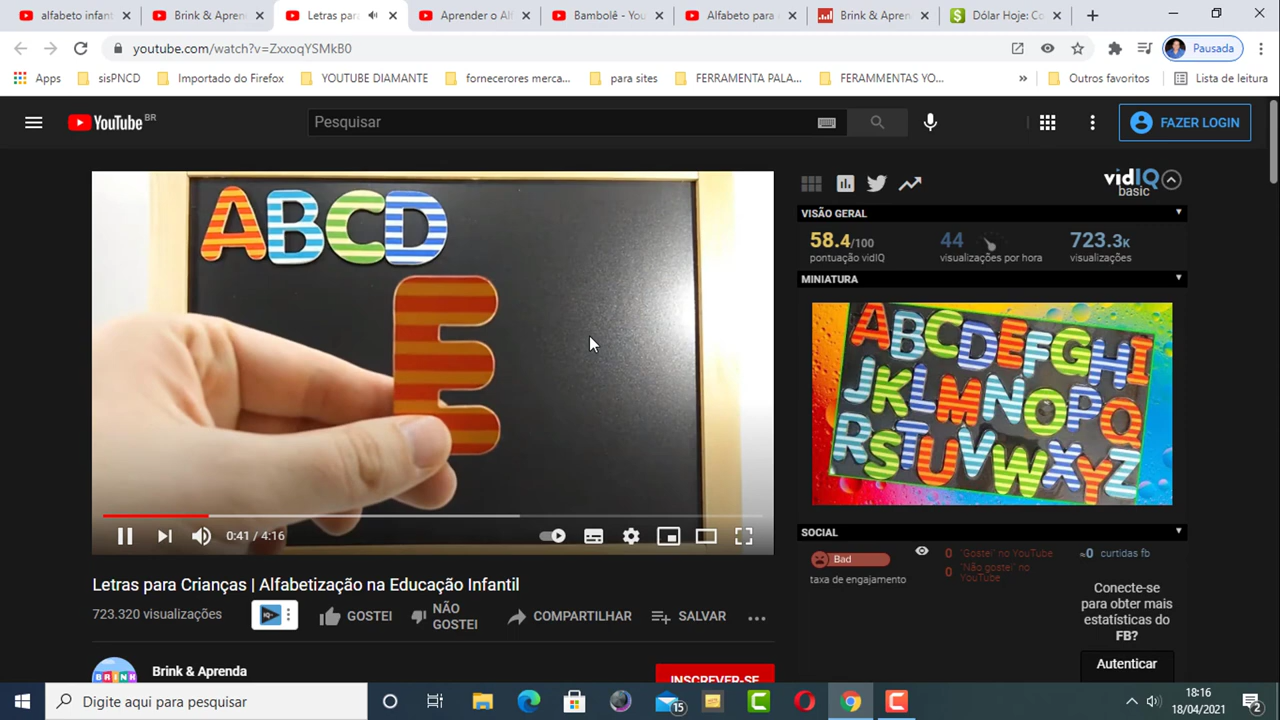 alfabeto infant
Brink & Apren
Letras par
Aprender o Al
Bambolê - You
Alfabeto para
Brink & Apren
Dólar Hoje: Co
youtube.com/watch?v=ZxxoqYSMkB0
Pausada
Apps
sisPNCD
Importado do Firefox
YOUTUBE DIAMANTE
fornecerores merca...
para sites
FERRAMENTA PALA...
FERAMMENTAS YO...
»
Outros favoritos
Lista de leitura
YouTube BR
Pesquisar
FAZER LOGIN
ABCD
E
0:41 / 4:16
Letras para Crianças | Alfabetização na Educação Infantil
723.320 visualizações
GOSTEI
NÃO
GOSTEI
COMPARTILHAR
SALVAR
BRINK
Brink & Aprenda
INSCREVER-SE
vidIQ
basic
VISÃO GERAL
58.4/100
pontuação vidIQ
44
visualizações por hora
723.3K
visualizações
MINIATURA
ABCDEFGHI
JKLMNOPQ
RSTUVWXYZ
SOCIAL
Bad
taxa de engajamento
0 "Gostei" no YouTube
0 "Não gostei" no
YouTube
≈0 curtidas fb
Conecte-se
para obter mais
estatísticas do
FB?
Autenticar
Digite aqui para pesquisar
15
18:16
18/04/2021
2